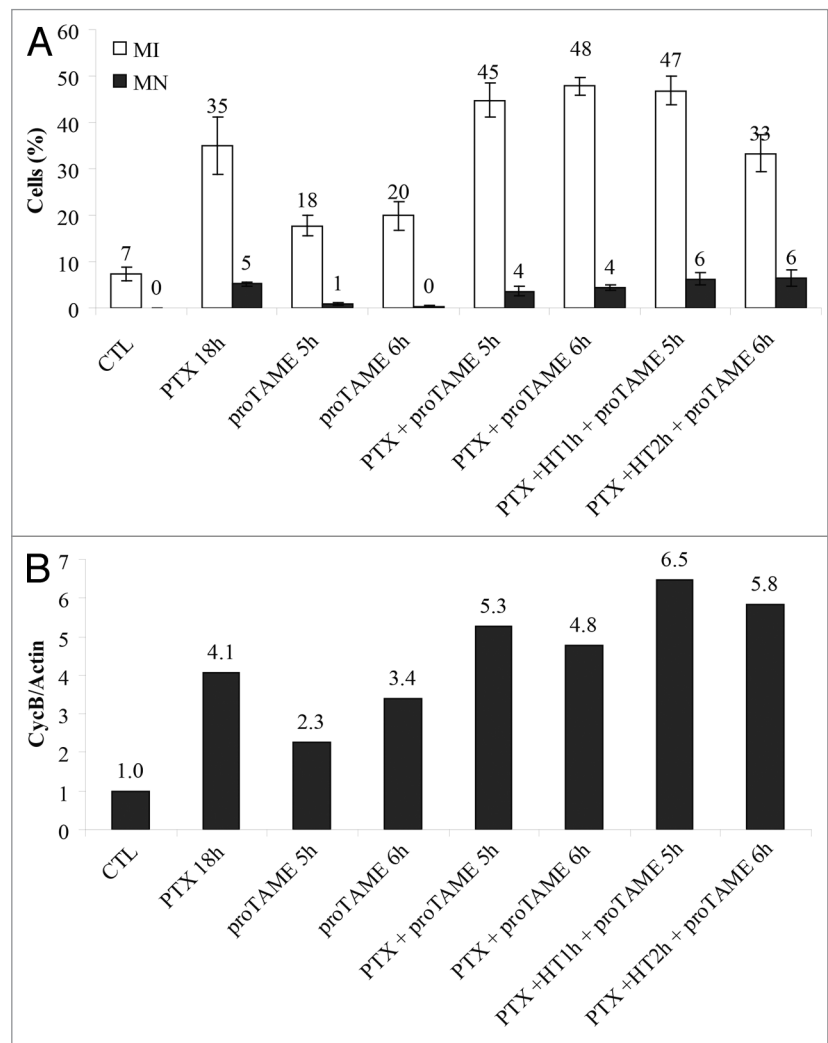 A
60
50
40
30
20
10
0
Cells (%)
MI
MN
7
0
35
5
18
1
20
0
45
4
48
4
47
6
33
6
CTL
PTX 18h
proTAME 5h
proTAME 6h
PTX + proTAME 5h
PTX + proTAME 6h
PTX +HT1h + proTAME 5h
PTX +HT2h + proTAME 6h
B
7
6
5
4
3
2
1
0
CycB/Actin
1.0
4.1
2.3
3.4
5.3
4.8
6.5
5.8
CTL
PTX 18h
proTAME 5h
proTAME 6h
PTX + proTAME 5h
PTX + proTAME 6h
PTX +HT1h + proTAME 5h
PTX +HT2h + proTAME 6h